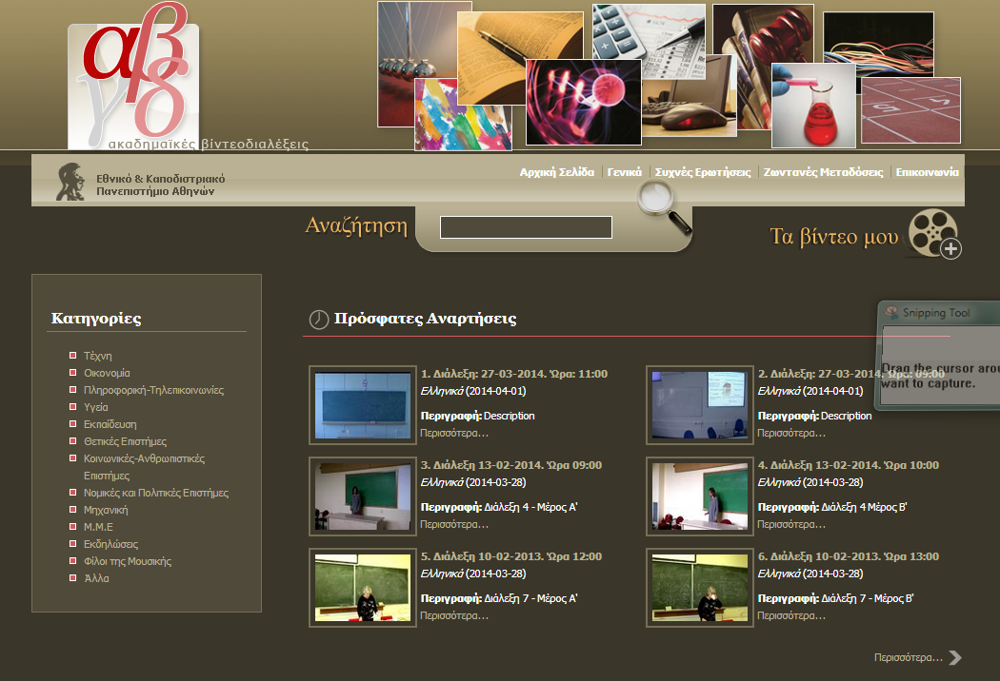 αβγδ
ακαδημαϊκές βιντεοδιαλέξεις
Εθνικό & Καποδιστριακό
Πανεπιστήμιο Αθηνών
Αρχική Σελίδα
Γενικά
Συχνές Ερωτήσεις
Ζωντανές Μεταδόσεις
Επικοινωνία
Αναζήτηση
Τα βίντεο μου
Κατηγορίες
Τέχνη
Οικονομία
Πληροφορική-Τηλεπικοινωνίες
Υγεία
Εκπαίδευση
Θετικές Επιστήμες
Κοινωνικές-Ανθρωπιστικές
Επιστήμες
Νομικές και Πολιτικές Επιστήμες
Μηχανική
Μ.Μ.Ε
Εκδηλώσεις
Φίλοι της Μουσικής
Άλλα
Πρόσφατες Αναρτήσεις
1. Διάλεξη: 27-03-2014. Ώρα: 11:00
Ελληνικά (2014-04-01)
Περιγραφή: Description
Περισσότερα...
2. Διάλεξη: 27-03-2014. Ώρα: 09:00
Ελληνικά (2014-04-01)
Περιγραφή: Description
Περισσότερα...
3. Διάλεξη 13-02-2014. Ώρα 09:00
Ελληνικά (2014-03-28)
Περιγραφή: Διάλεξη 4 - Μέρος Α'
Περισσότερα...
4. Διάλεξη 13-02-2014. Ώρα 10:00
Ελληνικά (2014-03-28)
Περιγραφή: Διάλεξη 4 Μέρος Β'
Περισσότερα...
5. Διάλεξη 10-02-2013. Ώρα 12:00
Ελληνικά (2014-03-28)
Περιγραφή: Διάλεξη 7 - Μέρος Α'
Περισσότερα...
6. Διάλεξη 10-02-2013. Ώρα 13:00
Ελληνικά (2014-03-28)
Περιγραφή: Διάλεξη 7 - Μέρος Β'
Περισσότερα...
Περισσότερα...
Snipping Tool
Drag the cursor arou
want to capture.